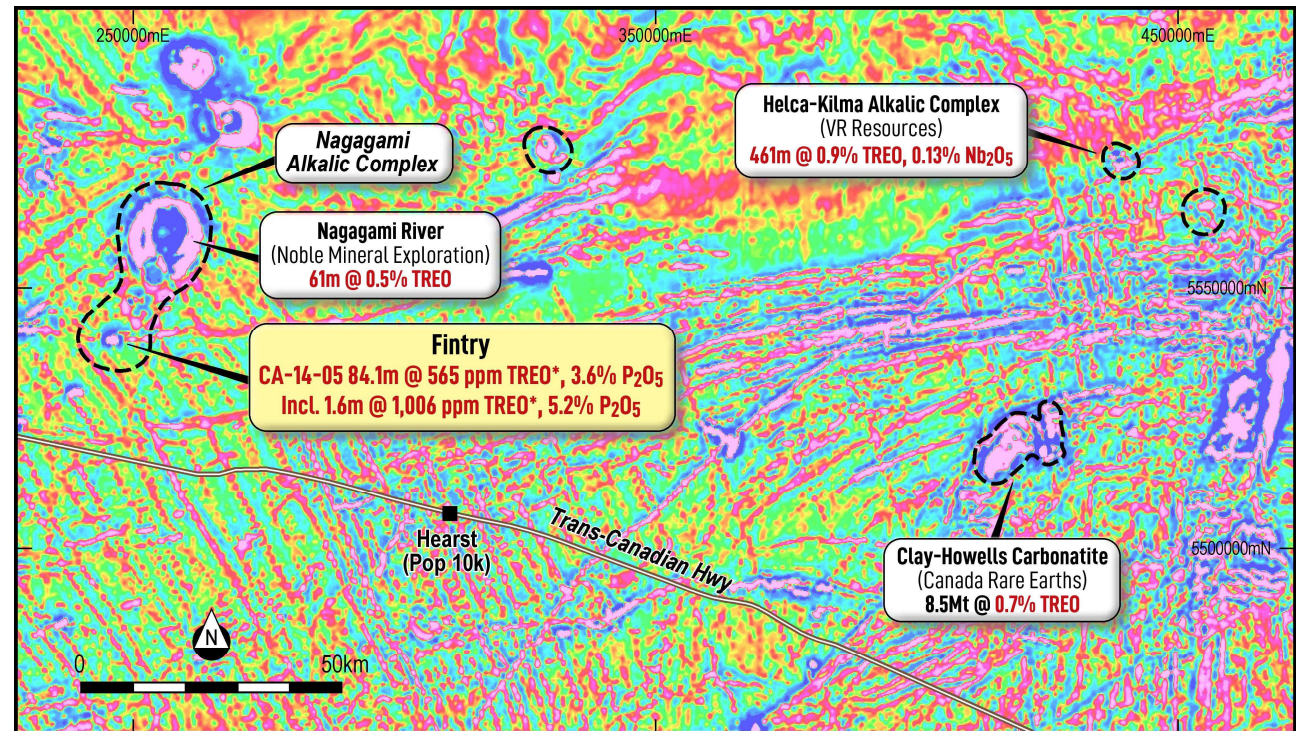 250000mE
350000mE
450000mE
Helca-Kilma Alkalic Complex
(VR Resources)
461m @ 0.9% TREO, 0.13% Nb₂O₅
Nagagami
Alkalic Complex
Nagagami River
(Noble Mineral Exploration)
61m @ 0.5% TREO
5550000mN
Fintry
CA-14-05 84.1m @ 565 ppm TREO*, 3.6% P₂O₅
Incl. 1.6m @ 1,006 ppm TREO*, 5.2% P₂O₅
Hearst
(Pop 10k)
Trans-Canadian Hwy
5500000mN
Clay-Howells Carbonatite
(Canada Rare Earths)
8.5Mt @ 0.7% TREO
N
0 50km